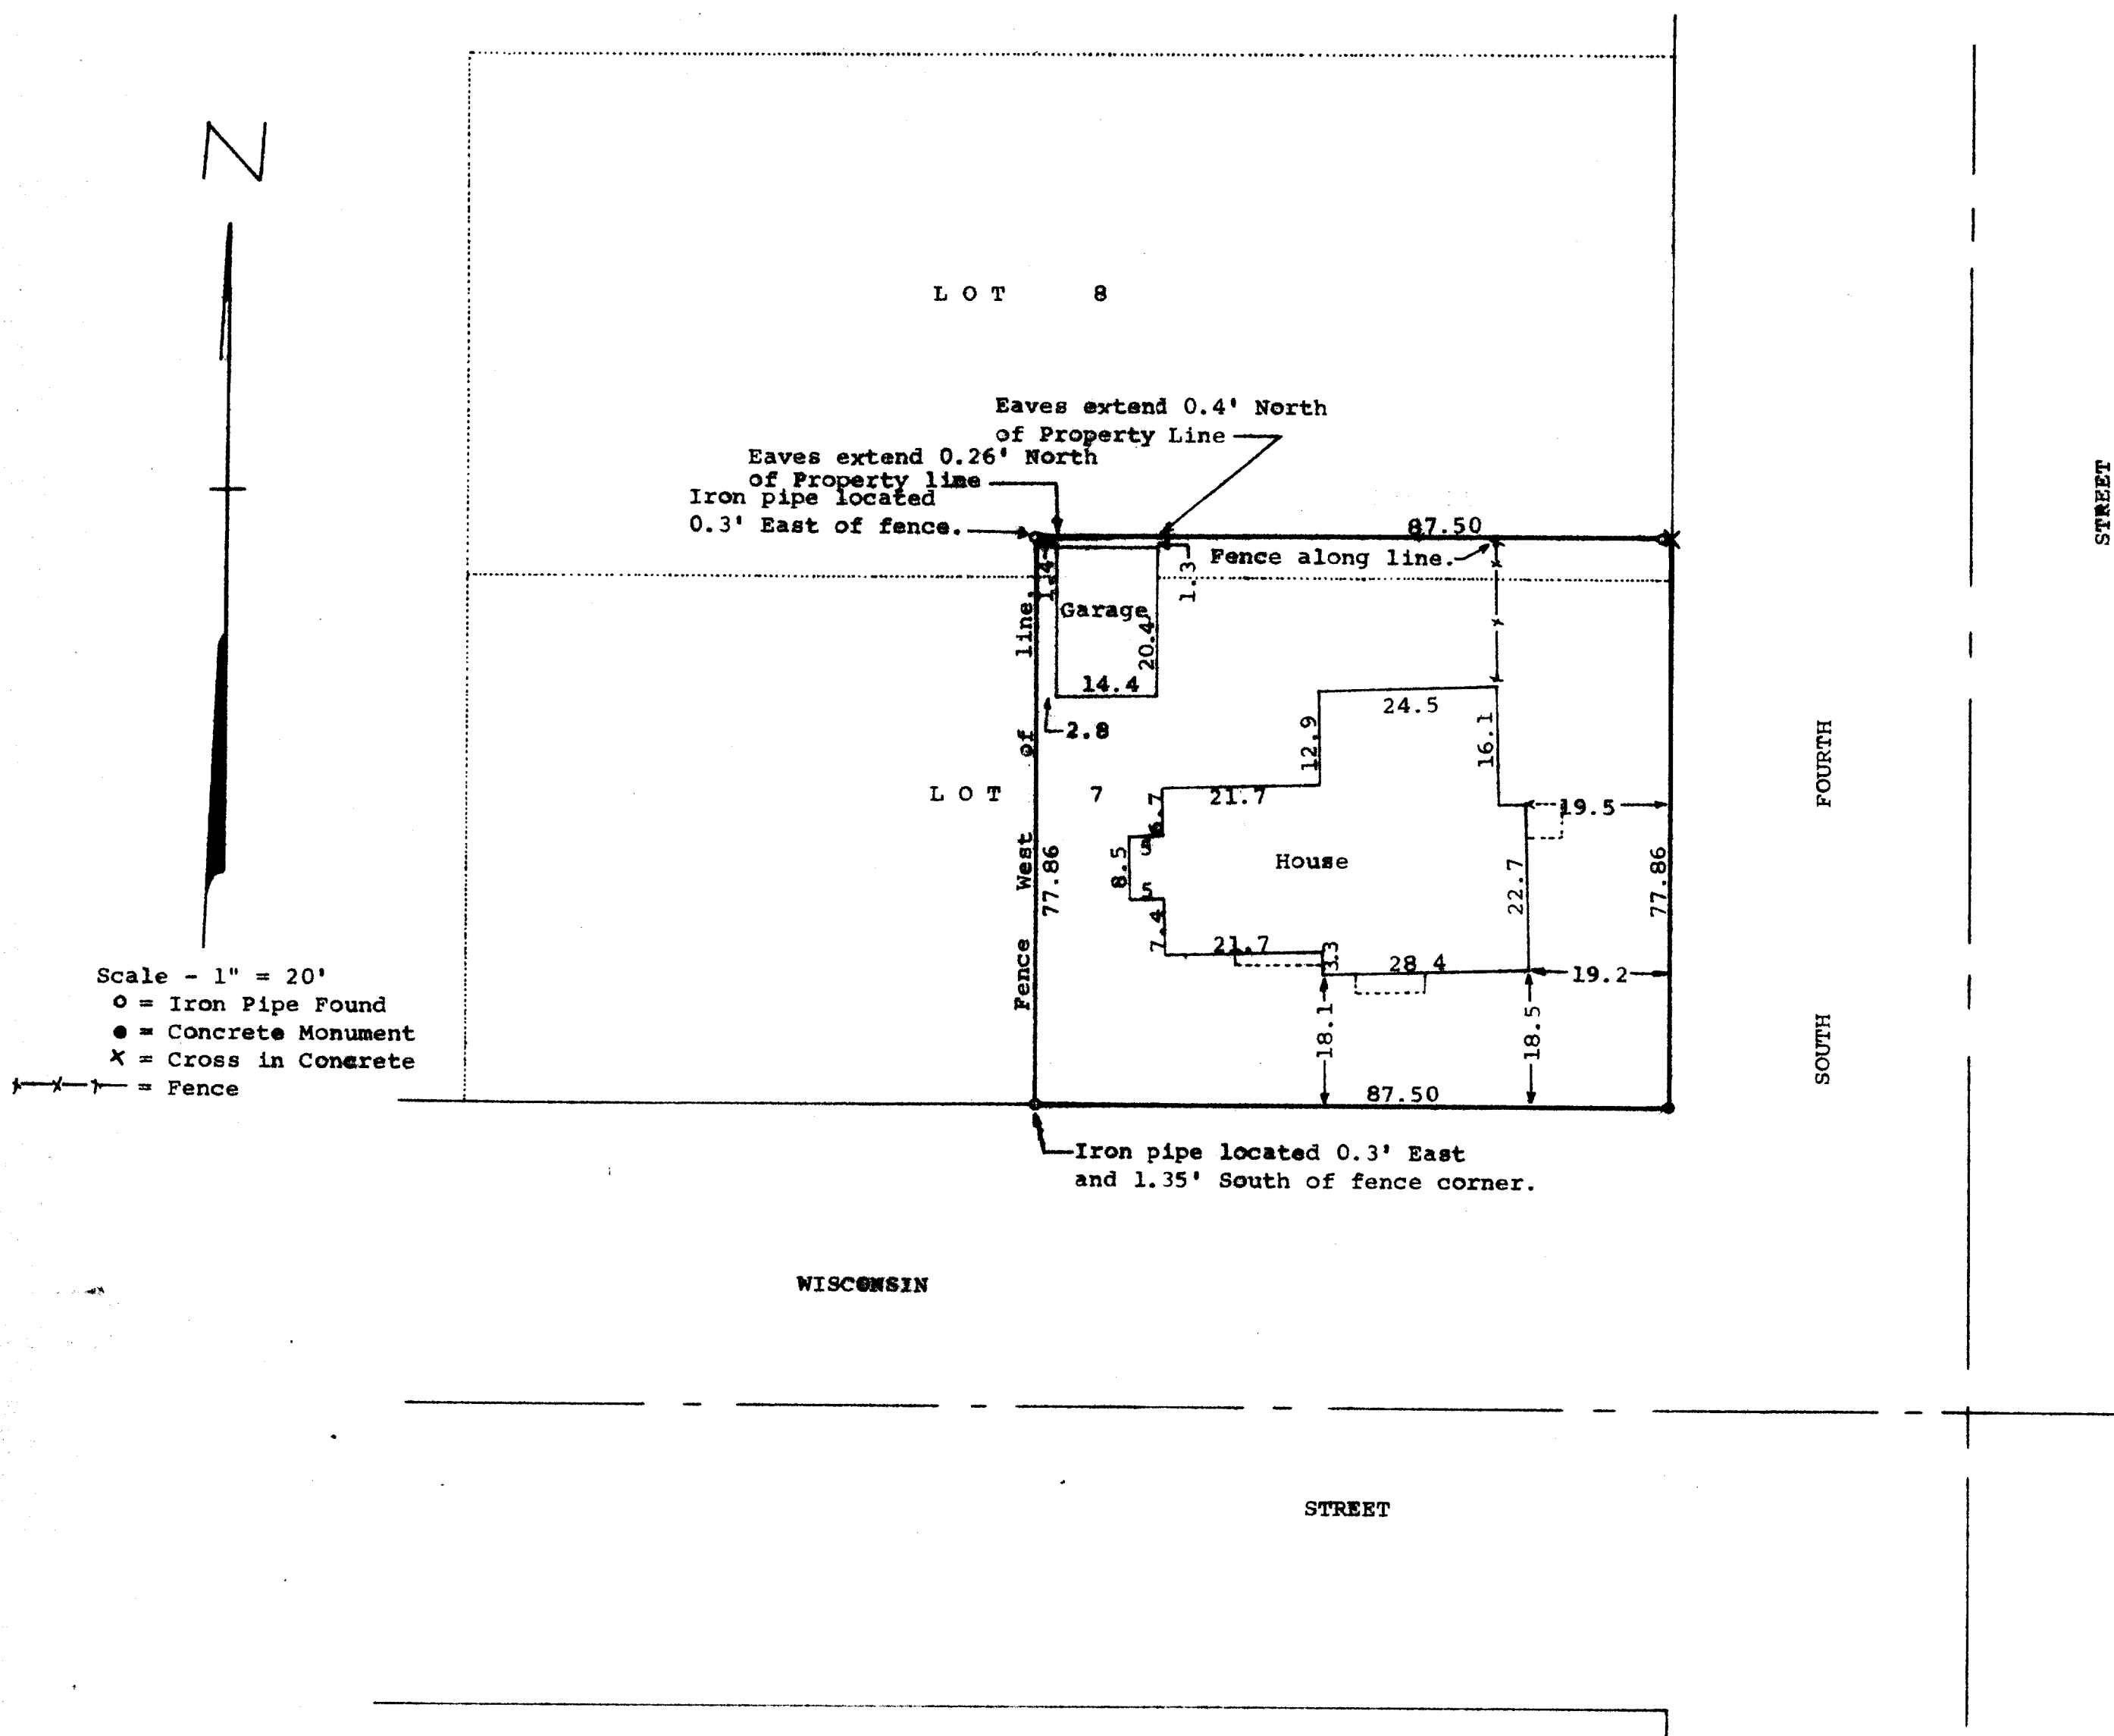 N
LOT 8
Eaves extend 0.4' North
of Property Line
Eaves extend 0.26' North
of Property line
Iron pipe located
0.3' East of fence.
87.50
Fence along line.
1.4
1.3
Garage
20.4
14.4
2.8
24.5
12.9
16.1
LOT 7
21.7
6.7
5
8.5
5
7.4
House
19.5
22.7
77.86
77.86
Fence West of line.
21.7
3.3
28.4
19.2
18.1
18.5
87.50
Iron pipe located 0.3' East
and 1.35' South of fence corner.
Scale - 1" = 20'
o = Iron Pipe Found
● = Concrete Monument
X = Cross in Concrete
x—x—x— = Fence
SOUTH FOURTH STREET
WISCONSIN STREET